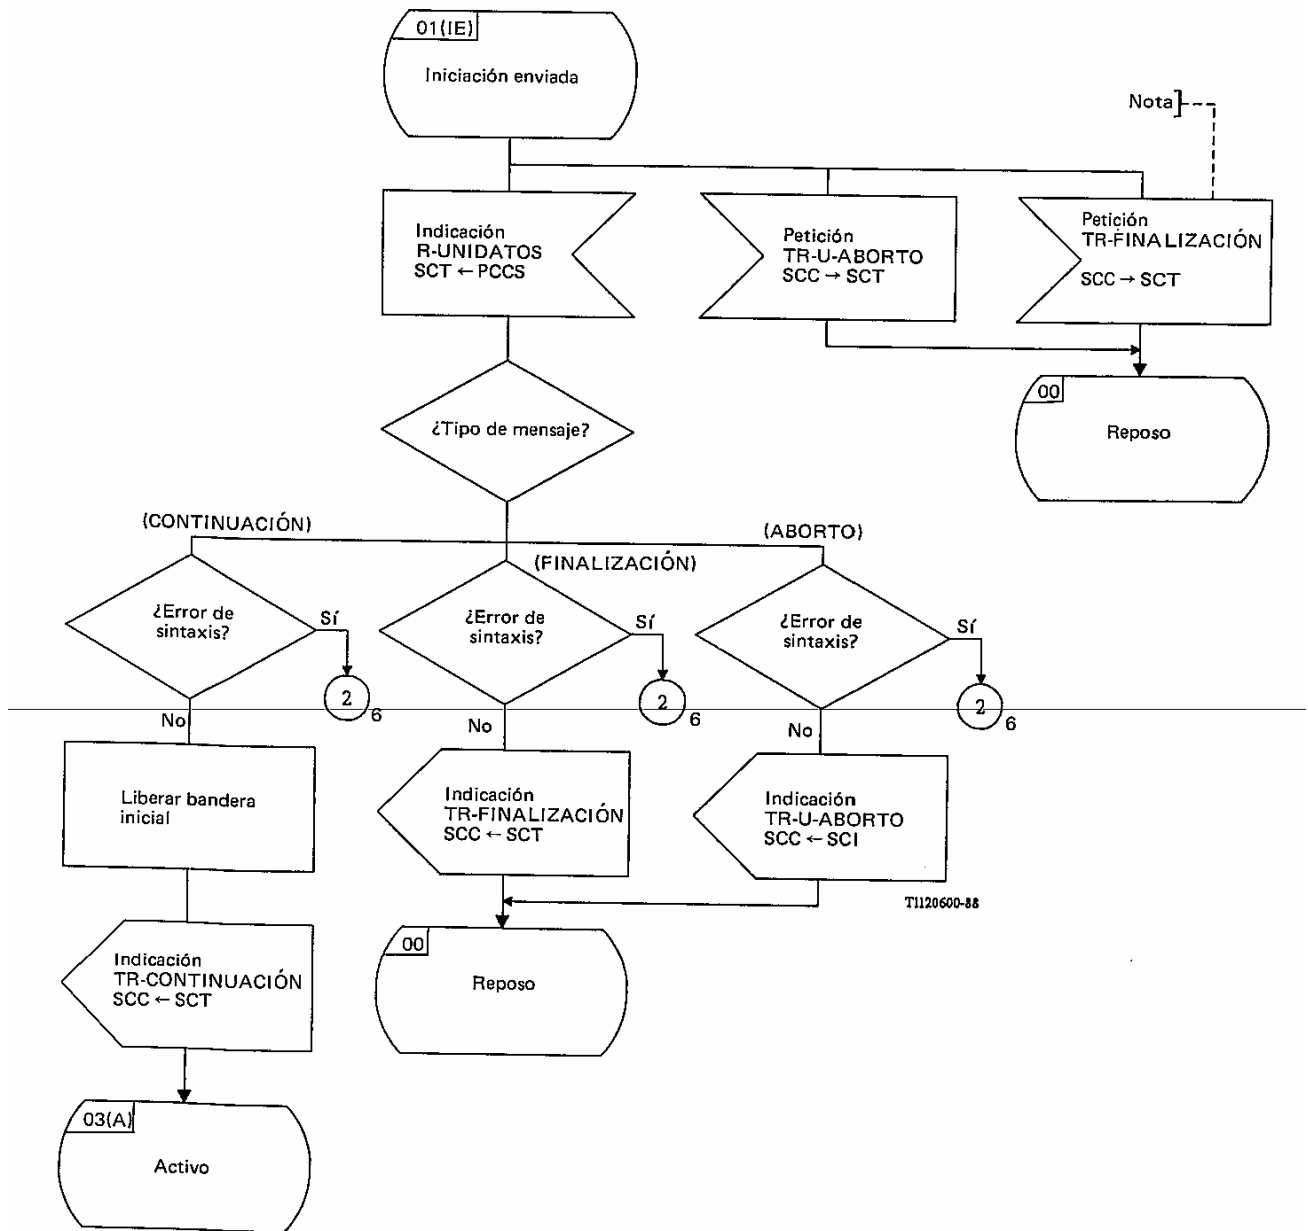 01(IE)
Iniciación enviada
Nota
Indicación
R-UNIDATOS
SCT ← PCCS
Petición
TR-U-ABORTO
SCC → SCT
Petición
TR-FINALIZACIÓN
SCC → SCT
00
Reposo
¿Tipo de mensaje?
(CONTINUACIÓN)
(FINALIZACIÓN)
(ABORTO)
¿Error de
sintaxis?
Sí
2
6
No
¿Error de
sintaxis?
Sí
2
6
No
¿Error de
sintaxis?
Sí
2
6
No
Liberar bandera
inicial
Indicación
TR-FINALIZACIÓN
SCC ← SCT
Indicación
TR-U-ABORTO
SCC ← SCI
T1120600-88
Indicación
TR-CONTINUACIÓN
SCC ← SCT
00
Reposo
03(A)
Activo